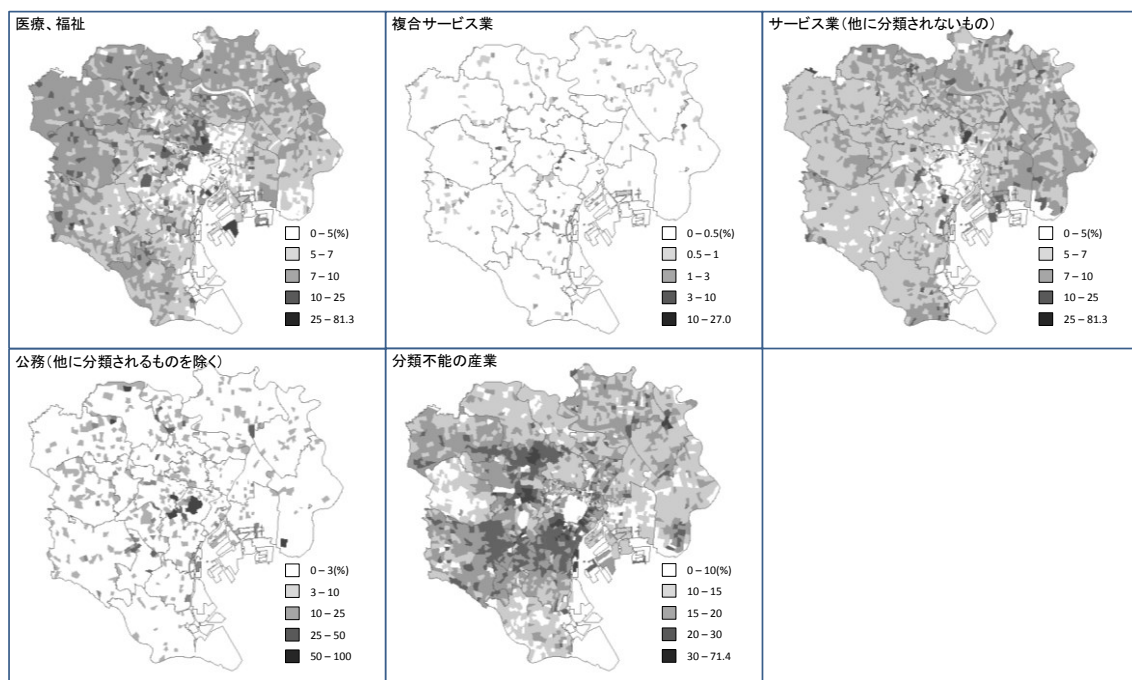 医療、福祉
0 – 5(%)
5 – 7
7 – 10
10 – 25
25 – 81.3
複合サービス業
0 – 0.5(%)
0.5 – 1
1 – 3
3 – 10
10 – 27.0
サービス業(他に分類されないもの)
0 – 5(%)
5 – 7
7 – 10
10 – 25
25 – 81.3
公務(他に分類されるものを除く)
0 – 3(%)
3 – 10
10 – 25
25 – 50
50 – 100
分類不能の産業
0 – 10(%)
10 – 15
15 – 20
20 – 30
30 – 71.4